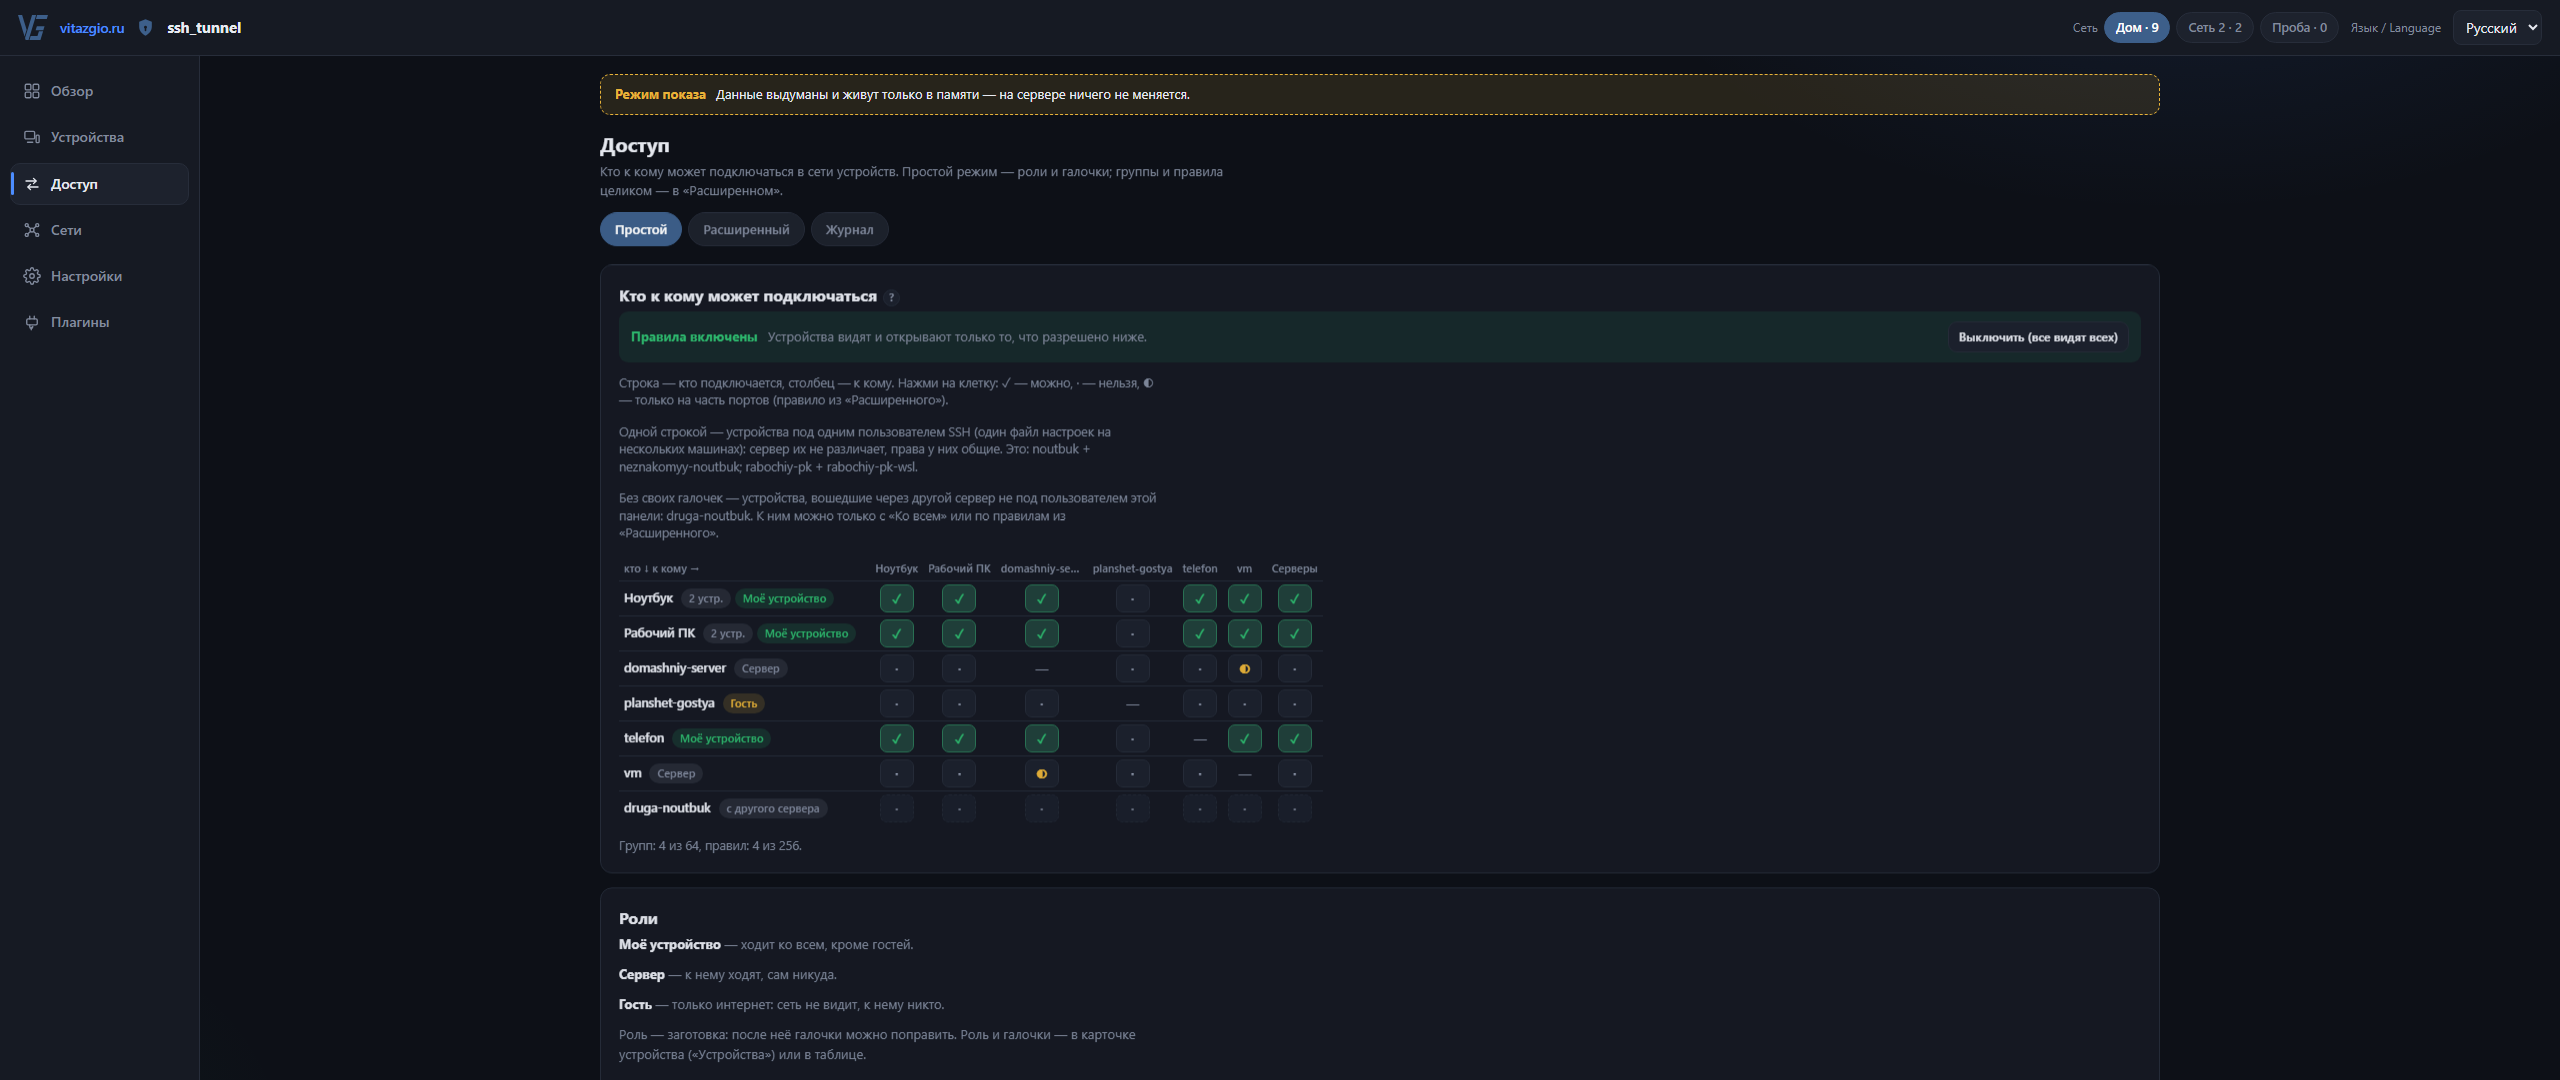 vitazgio.ru ssh_tunnel Сеть Дом · 9 Сеть 2 · 2 Проба · 0 Язык / Language Русский
Обзор
Устройства
Доступ
Сети
Настройки
Плагины
Режим показа Данные выдуманы и живут только в памяти — на сервере ничего не меняется.
Доступ
Кто к кому может подключаться в сети устройств. Простой режим — роли и галочки; группы и правила
целиком — в «Расширенном».
Простой Расширенный Журнал
Кто к кому может подключаться ?
Правила включены Устройства видят и открывают только то, что разрешено ниже. Выключить (все видят всех)
Строка — кто подключается, столбец — к кому. Нажми на клетку: ✓ — можно, · — нельзя, ◐
— только на часть портов (правило из «Расширенного»).
Одной строкой — устройства под одним пользователем SSH (один файл настроек на
нескольких машинах): сервер их не различает, права у них общие. Это: noutbuk +
neznakomyy-noutbuk; rabochiy-pk + rabochiy-pk-wsl.
Без своих галочек — устройства, вошедшие через другой сервер не под пользователем этой
панели: druga-noutbuk. К ним можно только с «Ко всем» или по правилам из
«Расширенного».
кто ↓ к кому → Ноутбук Рабочий ПК domashniy-se... planshet-gostya telefon vm Серверы
Ноутбук 2 устр. Моё устройство ✓ ✓ ✓ · ✓ ✓ ✓
Рабочий ПК 2 устр. Моё устройство ✓ ✓ ✓ · ✓ ✓ ✓
domashniy-server Сервер · · — · · ◐ ·
planshet-gostya Гость · · · — · · ·
telefon Моё устройство ✓ ✓ ✓ · — ✓ ✓
vm Сервер · · ◐ · · — ·
druga-noutbuk с другого сервера · · · · · · ·
Групп: 4 из 64, правил: 4 из 256.
Роли
Моё устройство — ходит ко всем, кроме гостей.
Сервер — к нему ходят, сам никуда.
Гость — только интернет: сеть не видит, к нему никто.
Роль — заготовка: после неё галочки можно поправить. Роль и галочки — в карточке
устройства («Устройства») или в таблице.